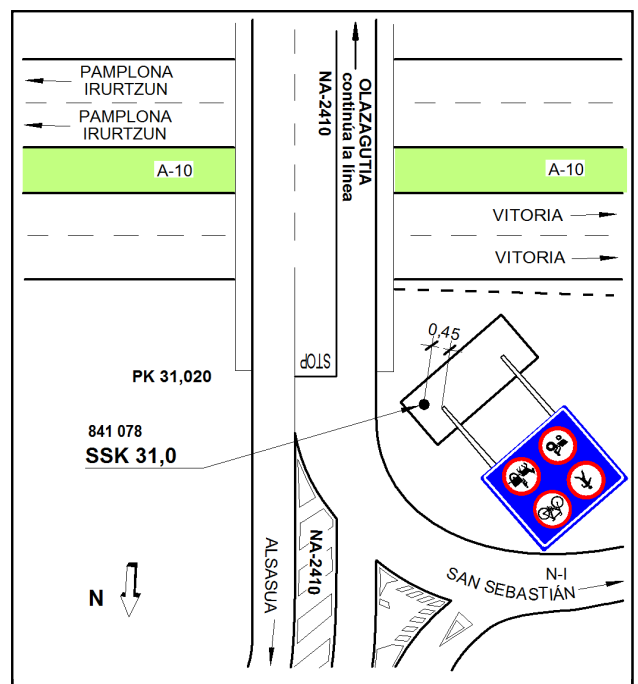 PAMPLONA
IRURTZUN
PAMPLONA
IRURTZUN
A-10
OLAZAGUTIA
continúa la línea
NA-2410
A-10
VITORIA
VITORIA
0,45
STOP
PK 31,020
841 078
SSK 31,0
NA-2410
ALSASUA
N
N-I
SAN SEBASTIÁN